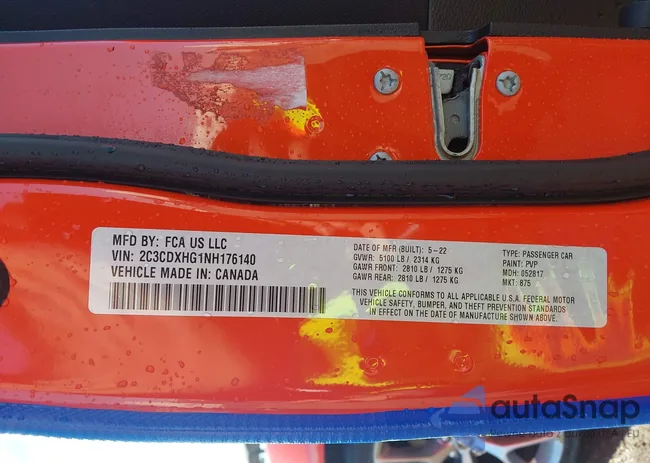 MFD BY: FCA US LLC
VIN: 2C3CDXHG1NH176140
VEHICLE MADE IN: CANADA
DATE OF MFR (BUILT): 5-22
GVWR: 5100 LB / 2314 KG
GAWR FRONT: 2810 LB / 1275 KG
GAWR REAR: 2810 LB / 1275 KG
TYPE: PASSENGER CAR
PAINT: PVP
MDH: 052817
MKT: 875
THIS VEHICLE CONFORMS TO ALL APPLICABLE U.S.A. FEDERAL MOTOR
VEHICLE SAFETY, BUMPER, AND THEFT PREVENTION STANDARDS
IN EFFECT ON THE DATE OF MANUFACTURE SHOWN ABOVE.
autoSnap